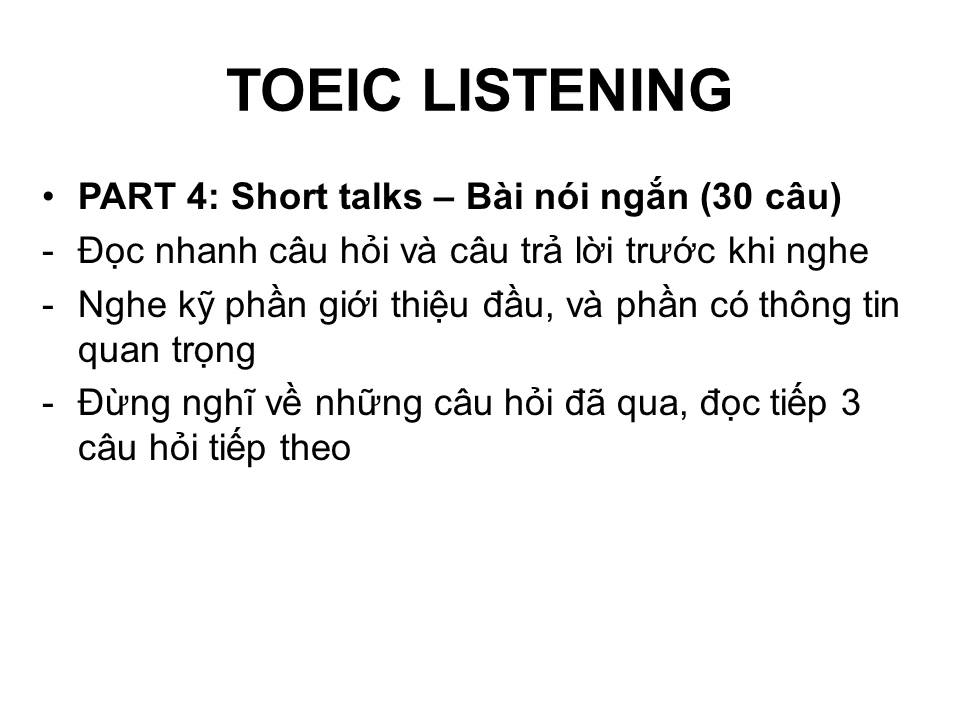 TOEIC LISTENING
• PART 4: Short talks – Bài nói ngắn (30 câu)
- Đọc nhanh câu hỏi và câu trả lời trước khi nghe
- Nghe kỹ phần giới thiệu đầu, và phần có thông tin
quan trọng
- Đừng nghĩ về những câu hỏi đã qua, đọc tiếp 3
câu hỏi tiếp theo